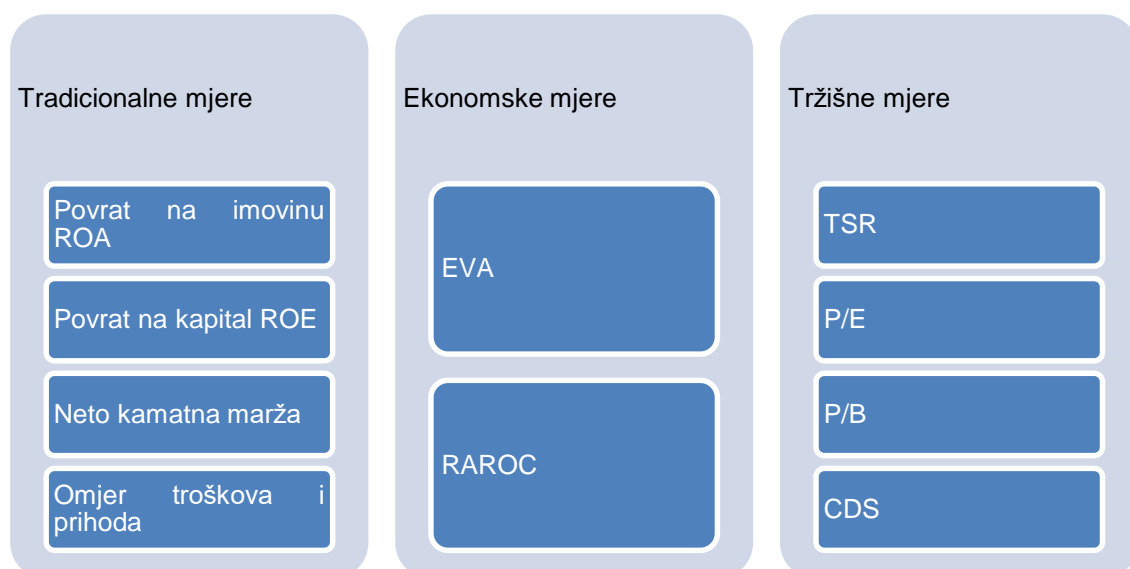 Tradicionalne mjere
Povrat na imovinu
ROA
Povrat na kapital ROE
Neto kamatna marža
Omjer troškova i
prihoda
Ekonomske mjere
EVA
RAROC
Tržišne mjere
TSR
P/E
P/B
CDS